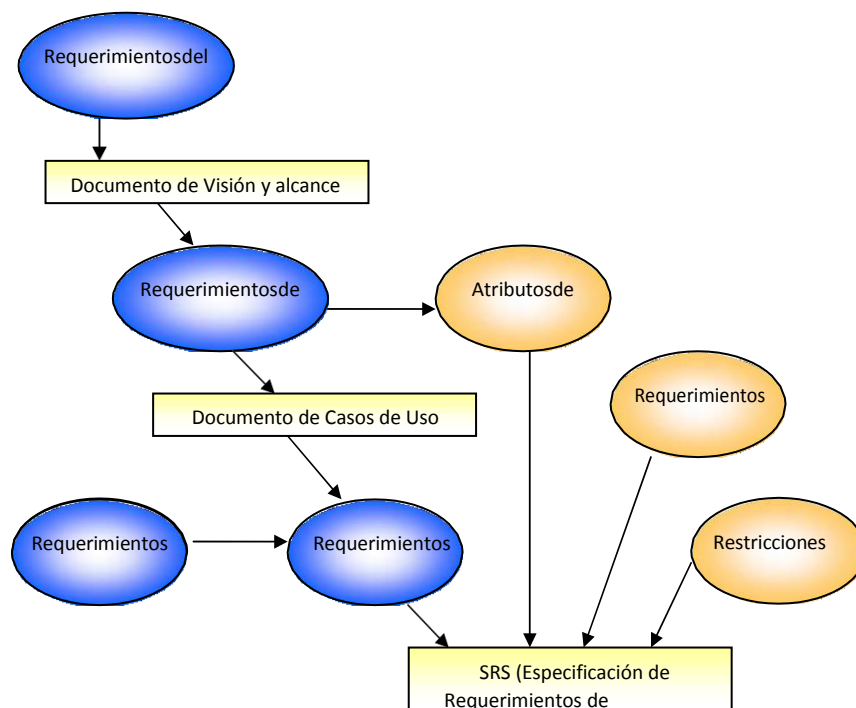 Requerimientosdel
Documento de Visión y alcance
Requerimientosde
Atributosde
Requerimientos
Documento de Casos de Uso
Requerimientos
Requerimientos
Restricciones
SRS (Especificación de
Requerimientos de